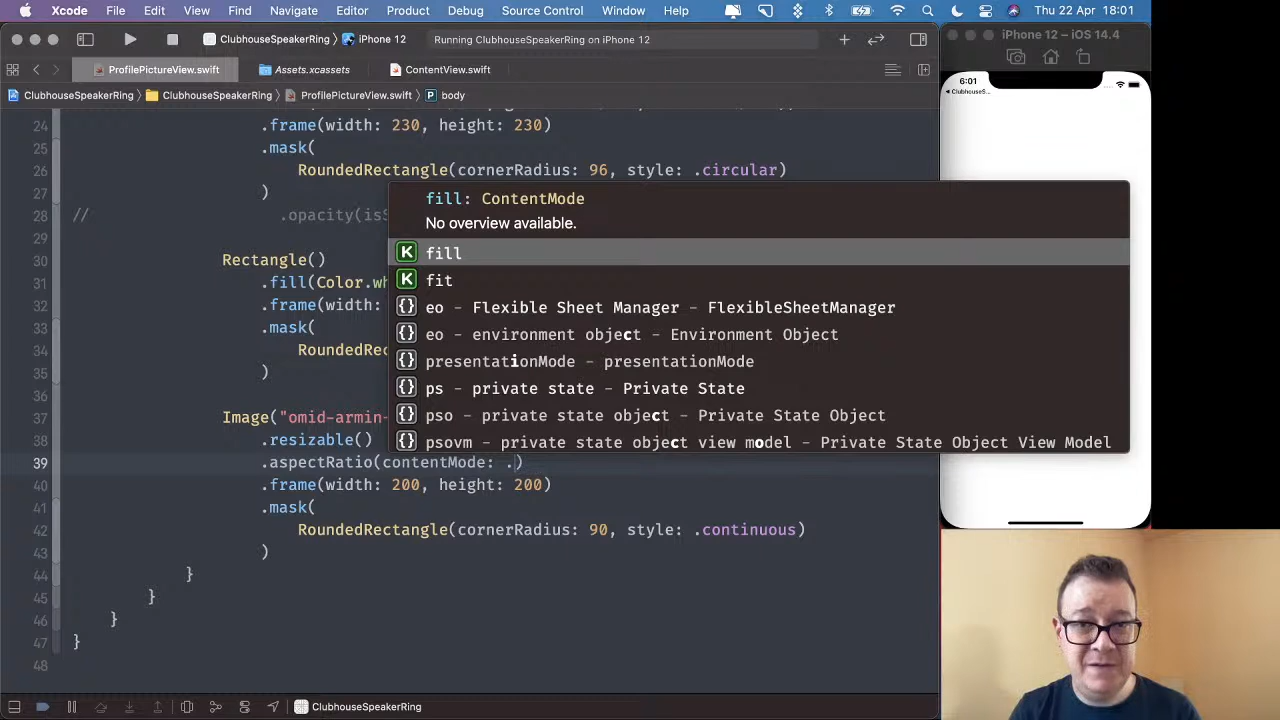 Xcode File Edit View Find Navigate Editor Product Debug Source Control Window Help Thu 22 Apr 18:01
ClubhouseSpeakerRing iPhone 12 Running ClubhouseSpeakerRing on iPhone 12
iPhone 12 – iOS 14.4
ProfilePictureView.swift Assets.xcassets ContentView.swift
6:01
ClubhouseS...
ClubhouseSpeakerRing ClubhouseSpeak ProfilePictureView.swift body
24 .frame(width: 230, height: 230)
25 .mask(
26 RoundedRectangle(cornerRadius: 96, style: .circular)
27 )
28 // .opacity(isS
29
30 Rectangle()
31 .fill(Color.wh
32 .frame(width:
33 .mask(
34 RoundedRec
35 )
36
37 Image("omid-armin-
38 .resizable()
39 .aspectRatio(contentMode: .)
40 .frame(width: 200, height: 200)
41 .mask(
42 RoundedRectangle(cornerRadius: 90, style: .continuous)
43 )
44 }
45 }
46 }
47 }
48
fill: ContentMode
No overview available.
K fill
K fit
{} eo – Flexible Sheet Manager – FlexibleSheetManager
{} eo – environment object – Environment Object
{} presentationMode – presentationMode
{} ps – private state – Private State
{} pso – private state object – Private State Object
{} psovm – private state object view model – Private State Object View Model
ClubhouseSpeakerRing